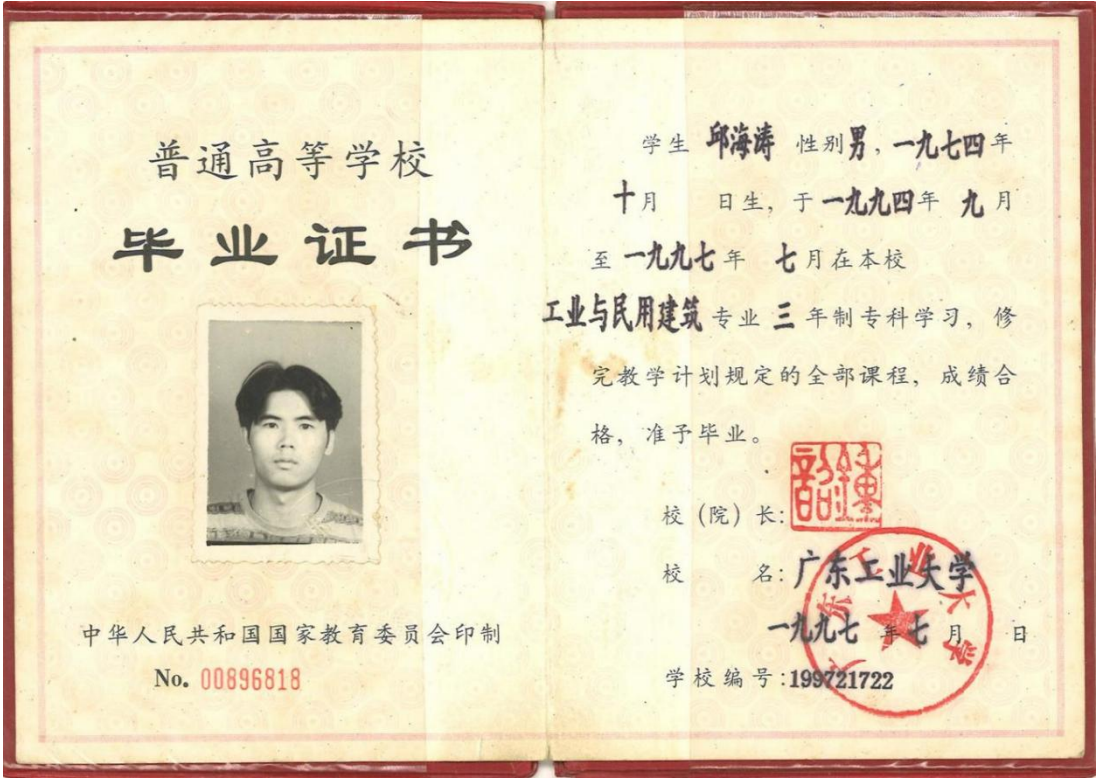 普通高等学校
毕业证书
中华人民共和国国家教育委员会印制
No. 00896818
学生 邱海涛 性别男，一九七四年
十月 日生，于一九九四年 九月
至一九九七年 七月在本校
工业与民用建筑专业 三 年制专科学习，修
完教学计划规定的全部课程，成绩合
格，准予毕业。
校（院）长：
校 名：广东工业大学
一九九七 年七 月 日
学校编号：199721722
广东工业大学